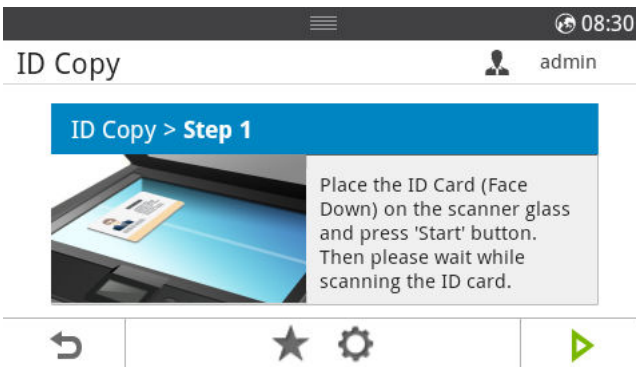 08:30
ID Copy
admin
ID Copy > Step 1
Place the ID Card (Face
Down) on the scanner glass
and press 'Start' button.
Then please wait while
scanning the ID card.